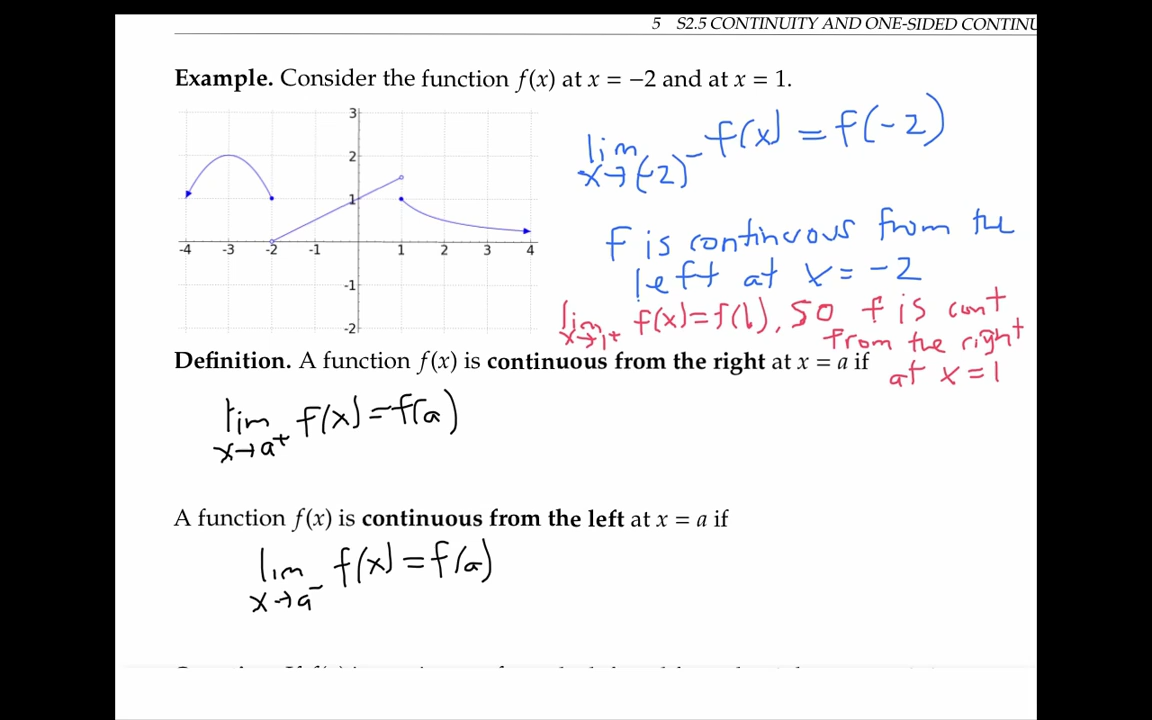 5 S2.5 CONTINUITY AND ONE-SIDED CONTINU
Example. Consider the function f(x) at x = −2 and at x = 1.
3
2
1
-4 -3 -2 -1 1 2 3 4
-1
-2
lim f(x) = f(-2)
x→(-2)⁻
F is continuous from the
left at x = -2
lim f(x)=f(1), so f is cont
x→1⁺ from the right
at x=1
Definition. A function f(x) is continuous from the right at x = a if
lim f(x)=f(a)
x→a⁺
A function f(x) is continuous from the left at x = a if
lim f(x)=f(a)
x→a⁻